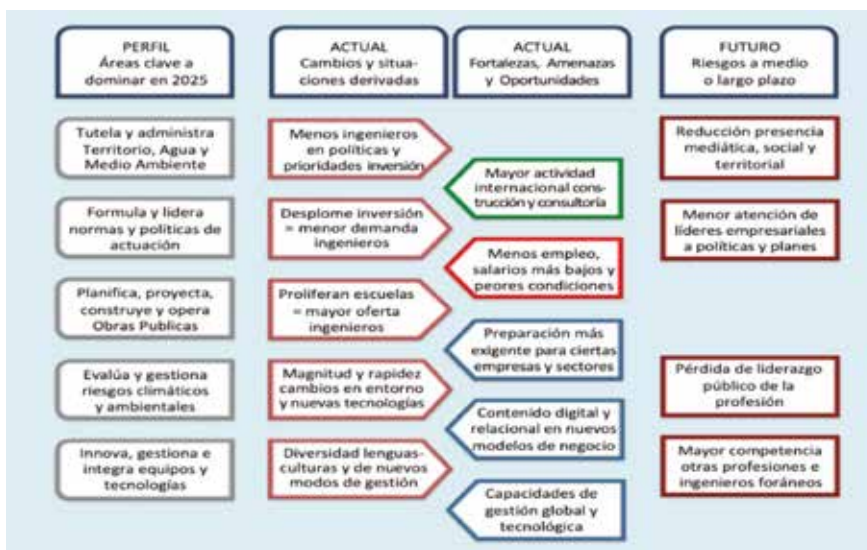 PERFIL
Áreas clave a
dominar en 2025
Tutela y administra
Territorio, Agua y
Medio Ambiente
Formula y lidera
normas y políticas de
actuación
Planifica, proyecta,
construye y opera
Obras Publicas
Evalúa y gestiona
riesgos climáticos
y ambientales
Innova, gestiona e
integra equipos y
tecnologías
ACTUAL
Cambios y situa-
ciones derivadas
Menos ingenieros
en políticas y
prioridades inversión
Desplome inversión
= menor demanda
ingenieros
Proliferan escuelas
= mayor oferta
ingenieros
Magnitud y rapidez
cambios en entorno
y nuevas tecnologías
Diversidad lenguas-
culturas y de nuevos
modos de gestión
ACTUAL
Fortalezas, Amenazas
y Oportunidades
Mayor actividad
internacional cons-
trucción y consultoría
Menos empleo,
salarios más bajos y
peores condiciones
Preparación más
exigente para ciertas
empresas y sectores
Contenido digital y
relacional en nuevos
modelos de negocio
Capacidades de
gestión global y
tecnológica
FUTURO
Riesgos a medio
o largo plazo
Reducción presencia
mediática, social y
territorial
Menor atención de
líderes empresariales
a políticas y planes
Pérdida de liderazgo
público de la
profesión
Mayor competencia
otras profesiones e
ingenieros foráneos